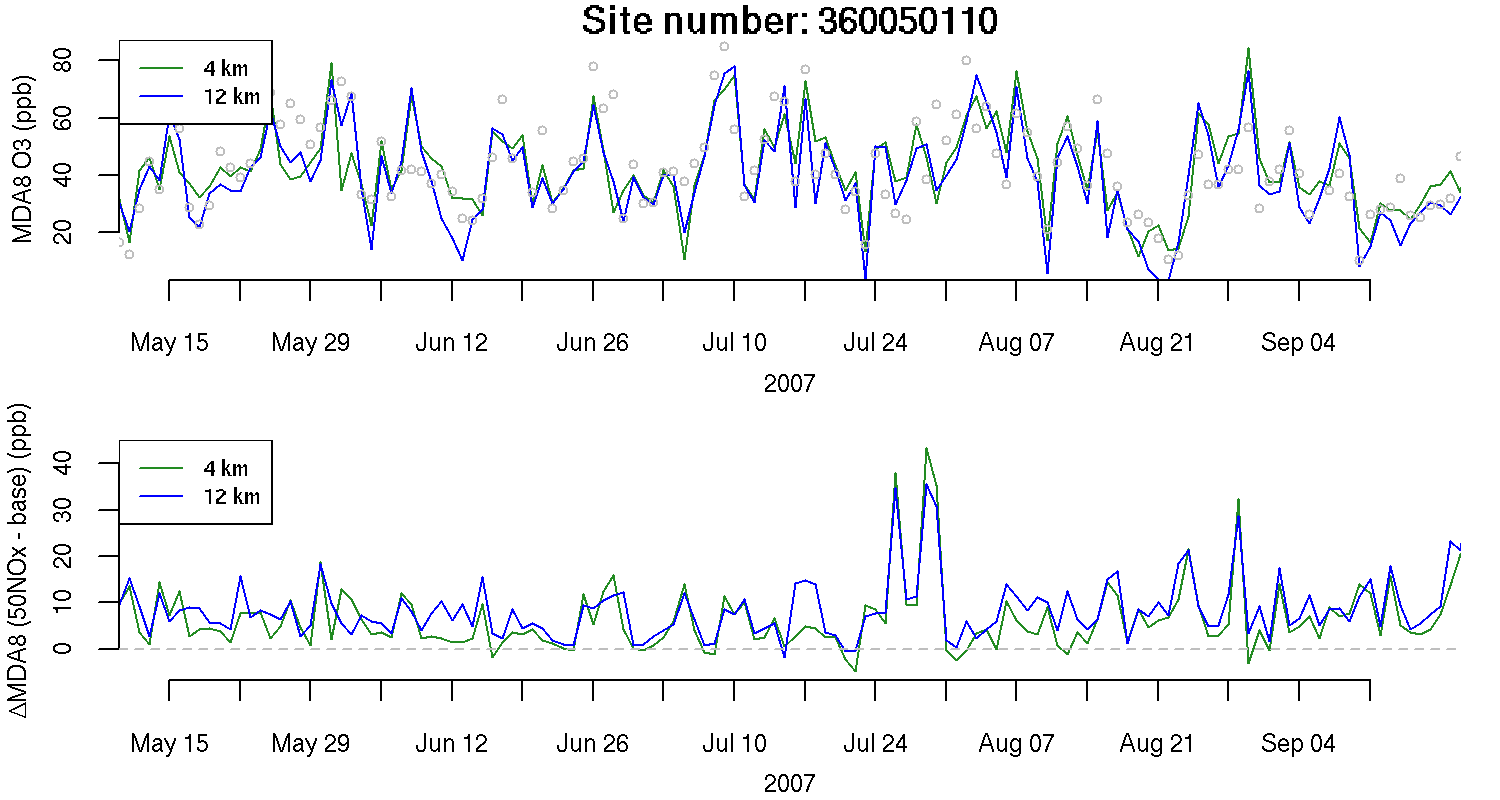 Site number: 360050110
MDA8 O3 (ppb)
80
60
40
20
4 km
12 km
May 15 May 29 Jun 12 Jun 26 Jul 10 Jul 24 Aug 07 Aug 21 Sep 04
2007
ΔMDA8 (50NOx - base) (ppb)
40
30
20
10
0
4 km
12 km
May 15 May 29 Jun 12 Jun 26 Jul 10 Jul 24 Aug 07 Aug 21 Sep 04
2007